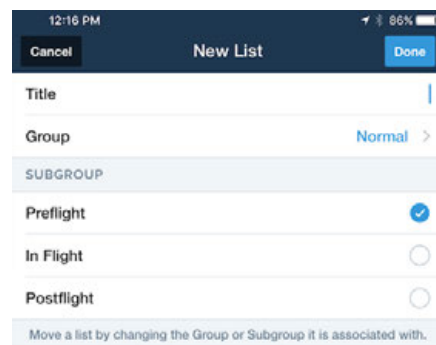 12:16 PM 86%
Cancel New List Done
Title
Group Normal >
SUBGROUP
Preflight
In Flight
Postflight
Move a list by changing the Group or Subgroup it is associated with.